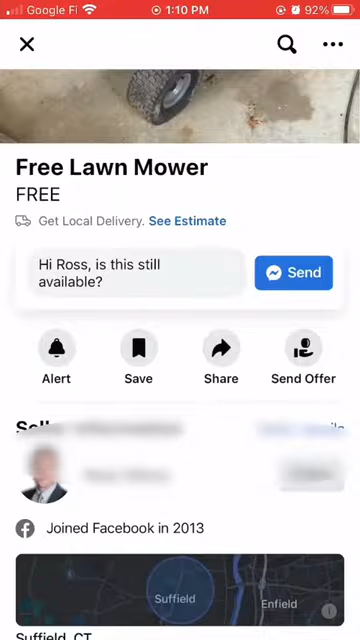 Google Fi 1:10 PM 92%
Free Lawn Mower
FREE
Get Local Delivery. See Estimate
Hi Ross, is this still
available?
Send
Alert Save Share Send Offer
Joined Facebook in 2013
Suffield
Enfield
Suffield, CT